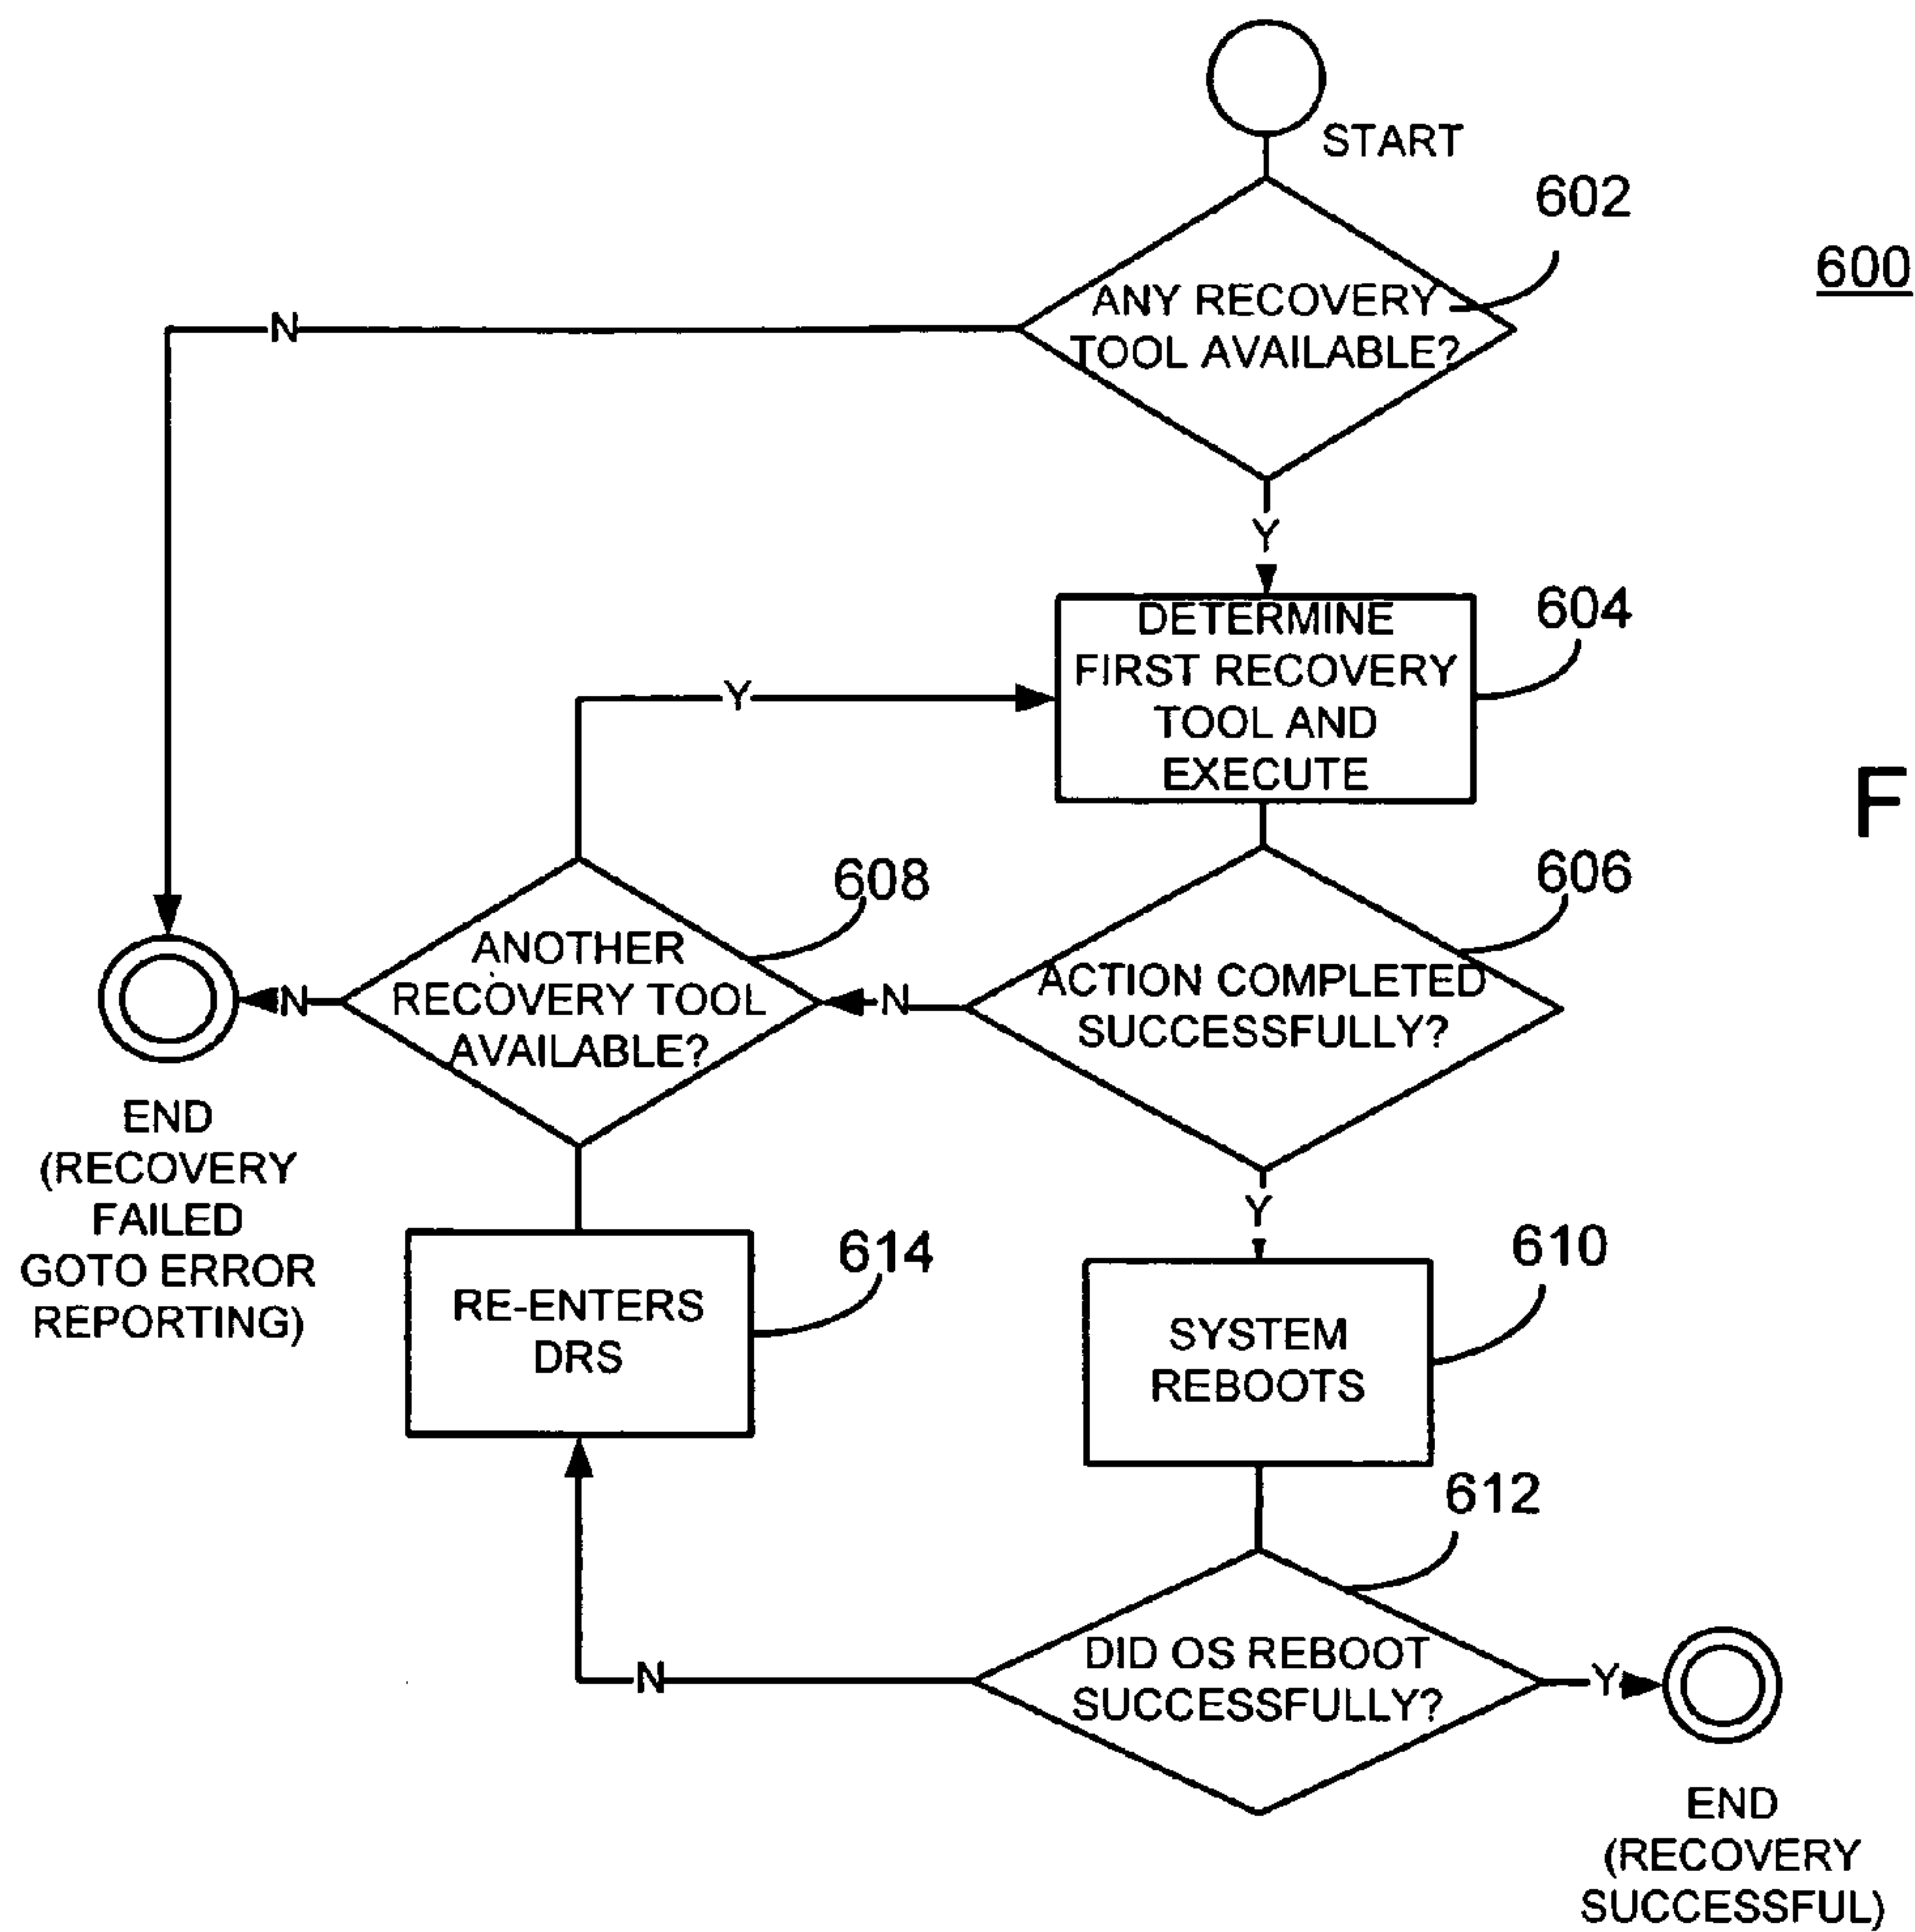 START
602
600
ANY RECOVERY
TOOL AVAILABLE?
N
Y
DETERMINE
FIRST RECOVERY
TOOL AND
EXECUTE
604
Y
F
608
606
ANOTHER
RECOVERY TOOL
AVAILABLE?
N
N
ACTION COMPLETED
SUCCESSFULLY?
END
(RECOVERY
FAILED
GOTO ERROR
REPORTING)
Y
614
610
RE-ENTERS
DRS
SYSTEM
REBOOTS
612
N
DID OS REBOOT
SUCCESSFULLY?
Y
END
(RECOVERY
SUCCESSFUL)